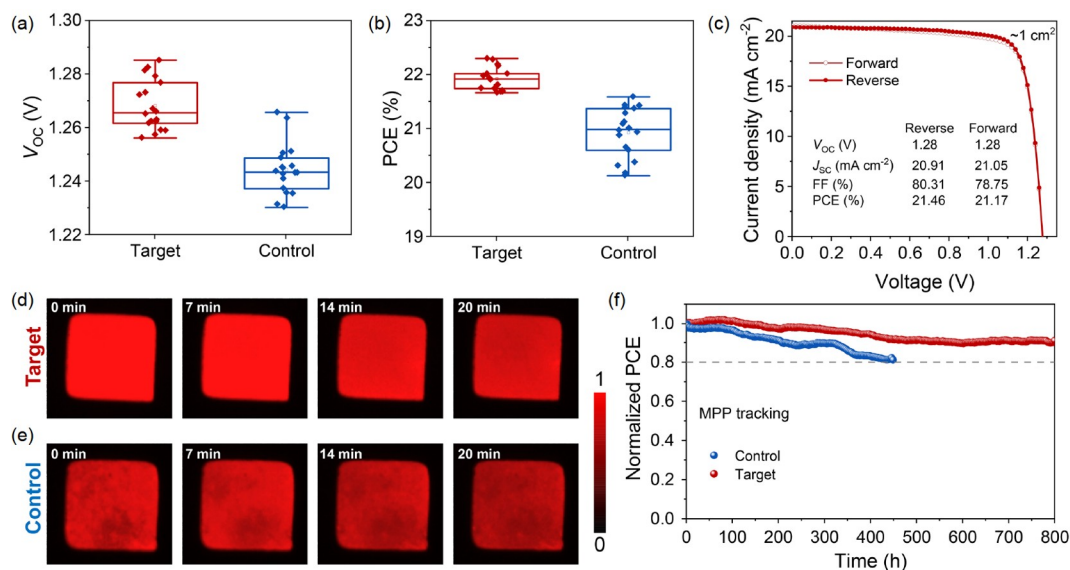 (a)
1.30
1.28
1.26
1.24
1.22
V_OC (V)
Target
Control
(b)
23
22
21
20
19
PCE (%)
Target
Control
(c)
20
15
10
5
0
Current density (mA cm⁻²)
~1 cm²
Forward
Reverse
Reverse Forward
V_OC (V) 1.28 1.28
J_SC (mA cm⁻²) 20.91 21.05
FF (%) 80.31 78.75
PCE (%) 21.46 21.17
0.0 0.2 0.4 0.6 0.8 1.0 1.2
Voltage (V)
(d)
Target
0 min
7 min
14 min
20 min
(e)
Control
0 min
7 min
14 min
20 min
1
0
(f)
1.0
0.8
0.6
0.4
0.2
0.0
Normalized PCE
MPP tracking
Control
Target
0 100 200 300 400 500 600 700 800
Time (h)